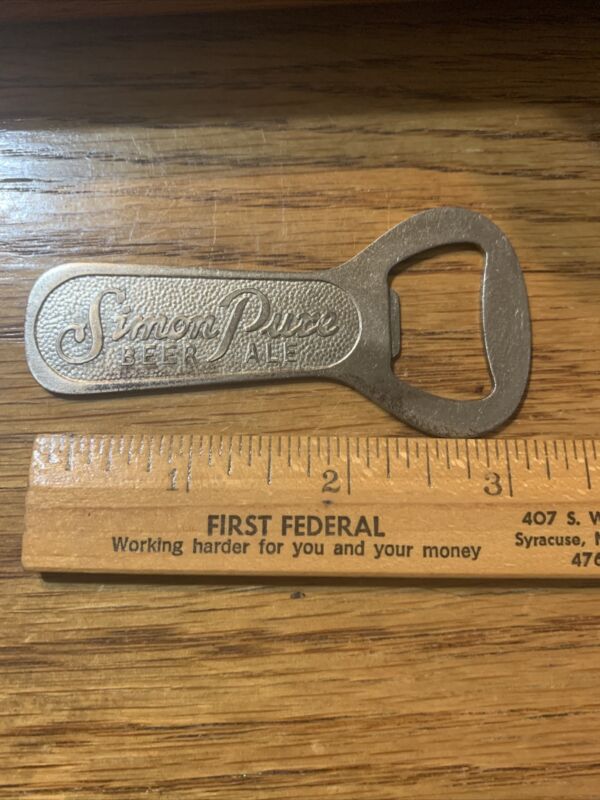 Simon Pure
BEER ALE
1 2 3
FIRST FEDERAL
Working harder for you and your money
407 S. W
Syracuse, N
476